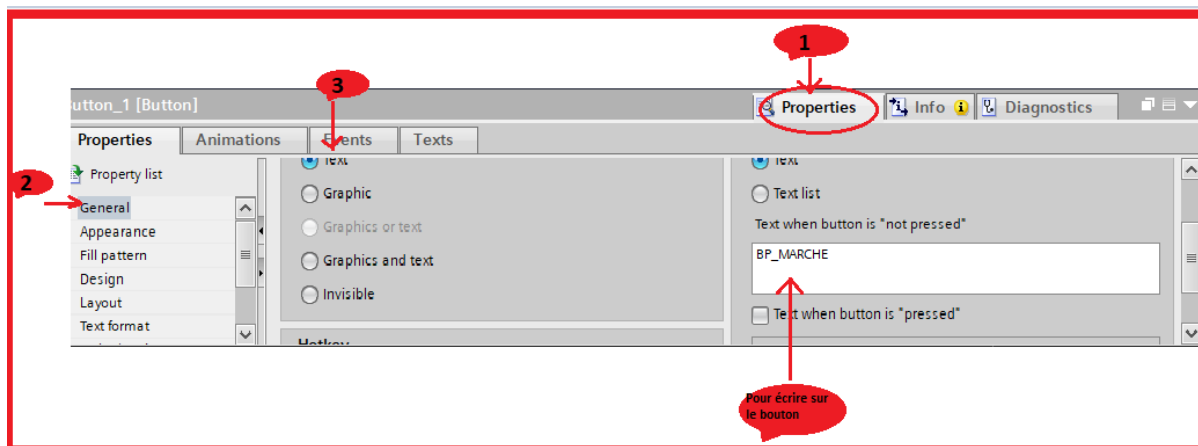 1
3
utton_1 [Button]
Properties
Info
Diagnostics
Properties
Animations
Events
Texts
Property list
2
General
Appearance
Fill pattern
Design
Layout
Text format
Text
Graphic
Graphics or text
Graphics and text
Invisible
Hotkey
Text
Text list
Text when button is "not pressed"
BP_MARCHE
Text when button is "pressed"
Pour écrire sur
le bouton